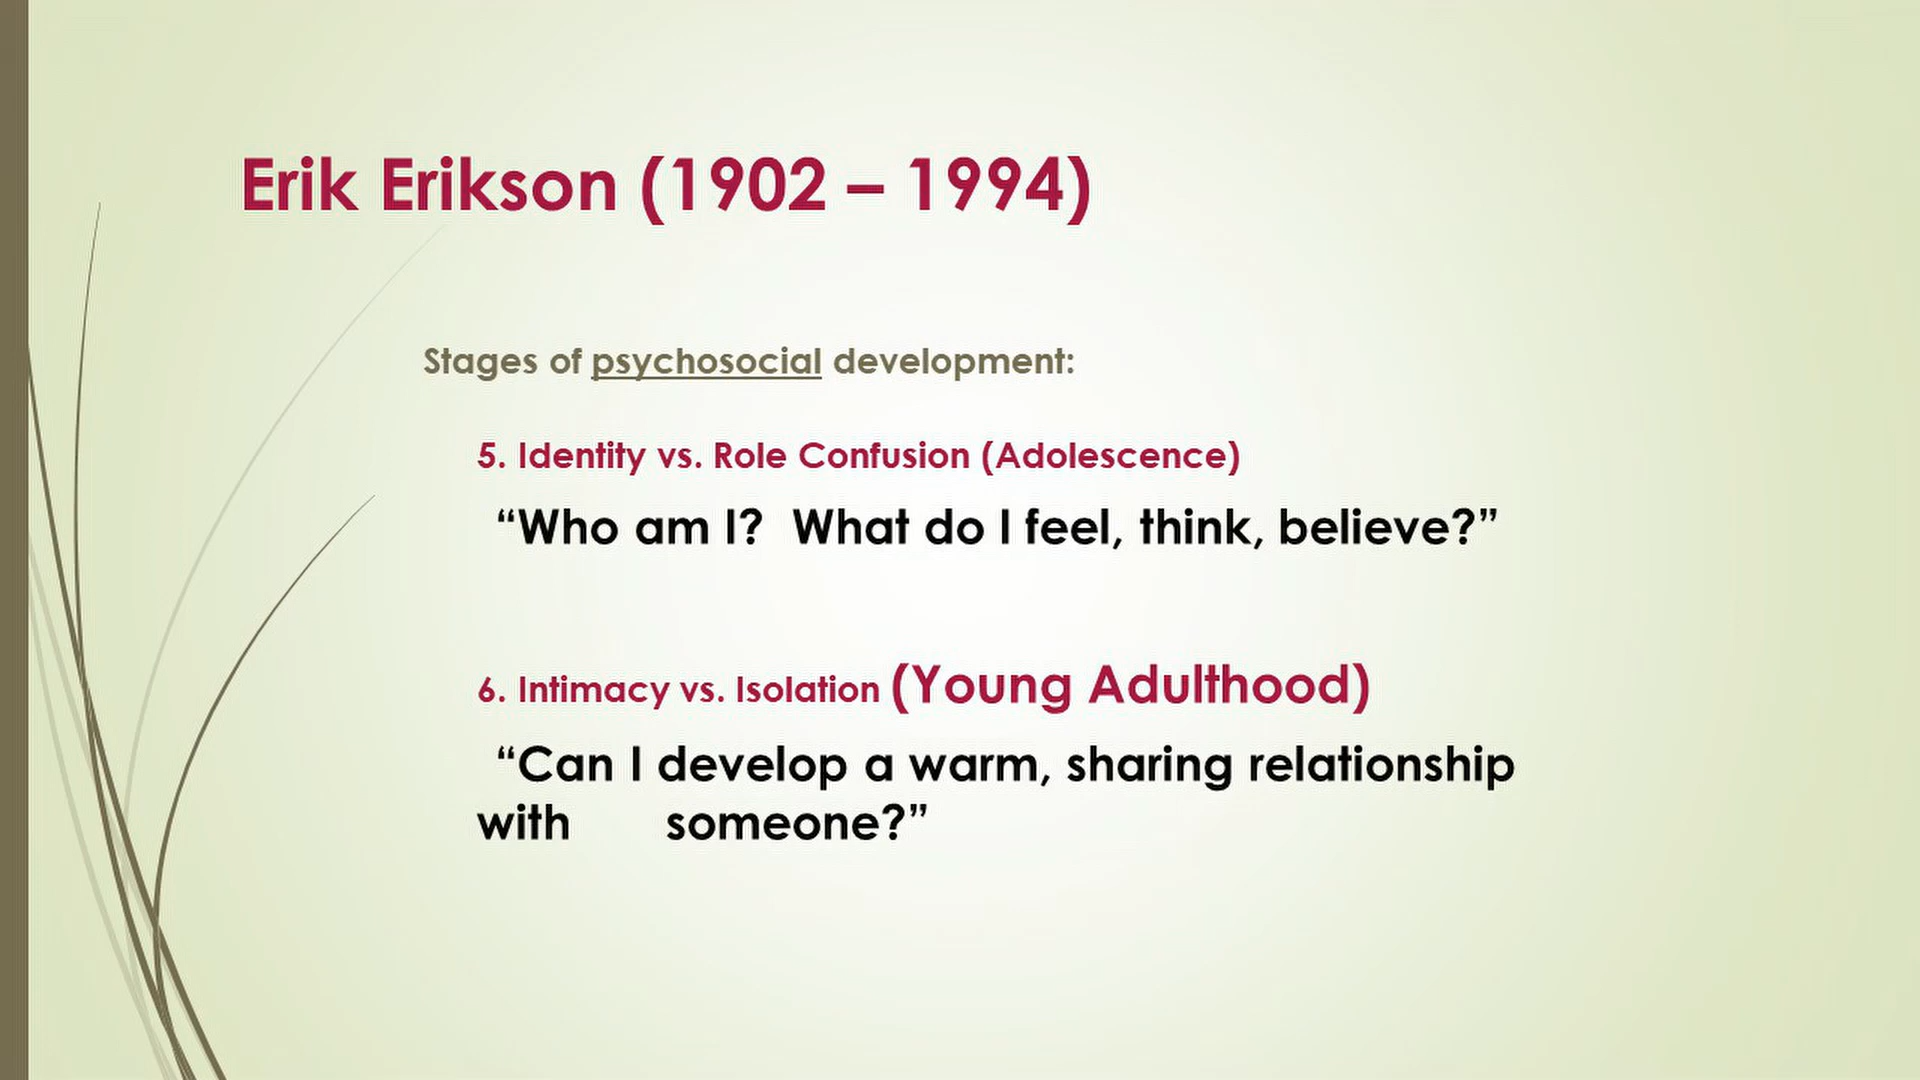 Erik Erikson (1902 – 1994)
Stages of psychosocial development:
5. Identity vs. Role Confusion (Adolescence)
“Who am I?  What do I feel, think, believe?”
6. Intimacy vs. Isolation (Young Adulthood)
“Can I develop a warm, sharing relationship
with someone?”